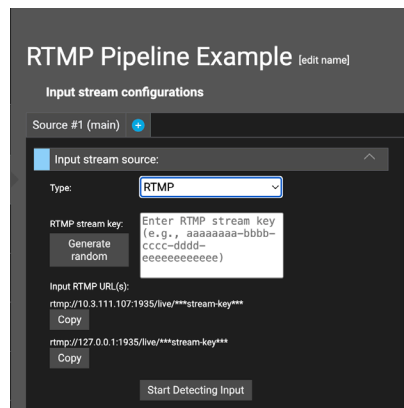 RTMP Pipeline Example [edit name]
Input stream configurations
Source #1 (main)
Input stream source:
Type: RTMP
RTMP stream key:
Generate
random
Enter RTMP stream key
(e.g., aaaaaaaa-bbbb-
cccc-dddd-
eeeeeeeeeeee)
Input RTMP URL(s):
rtmp://10.3.111.107:1935/live/***stream-key***
Copy
rtmp://127.0.0.1:1935/live/***stream-key***
Copy
Start Detecting Input